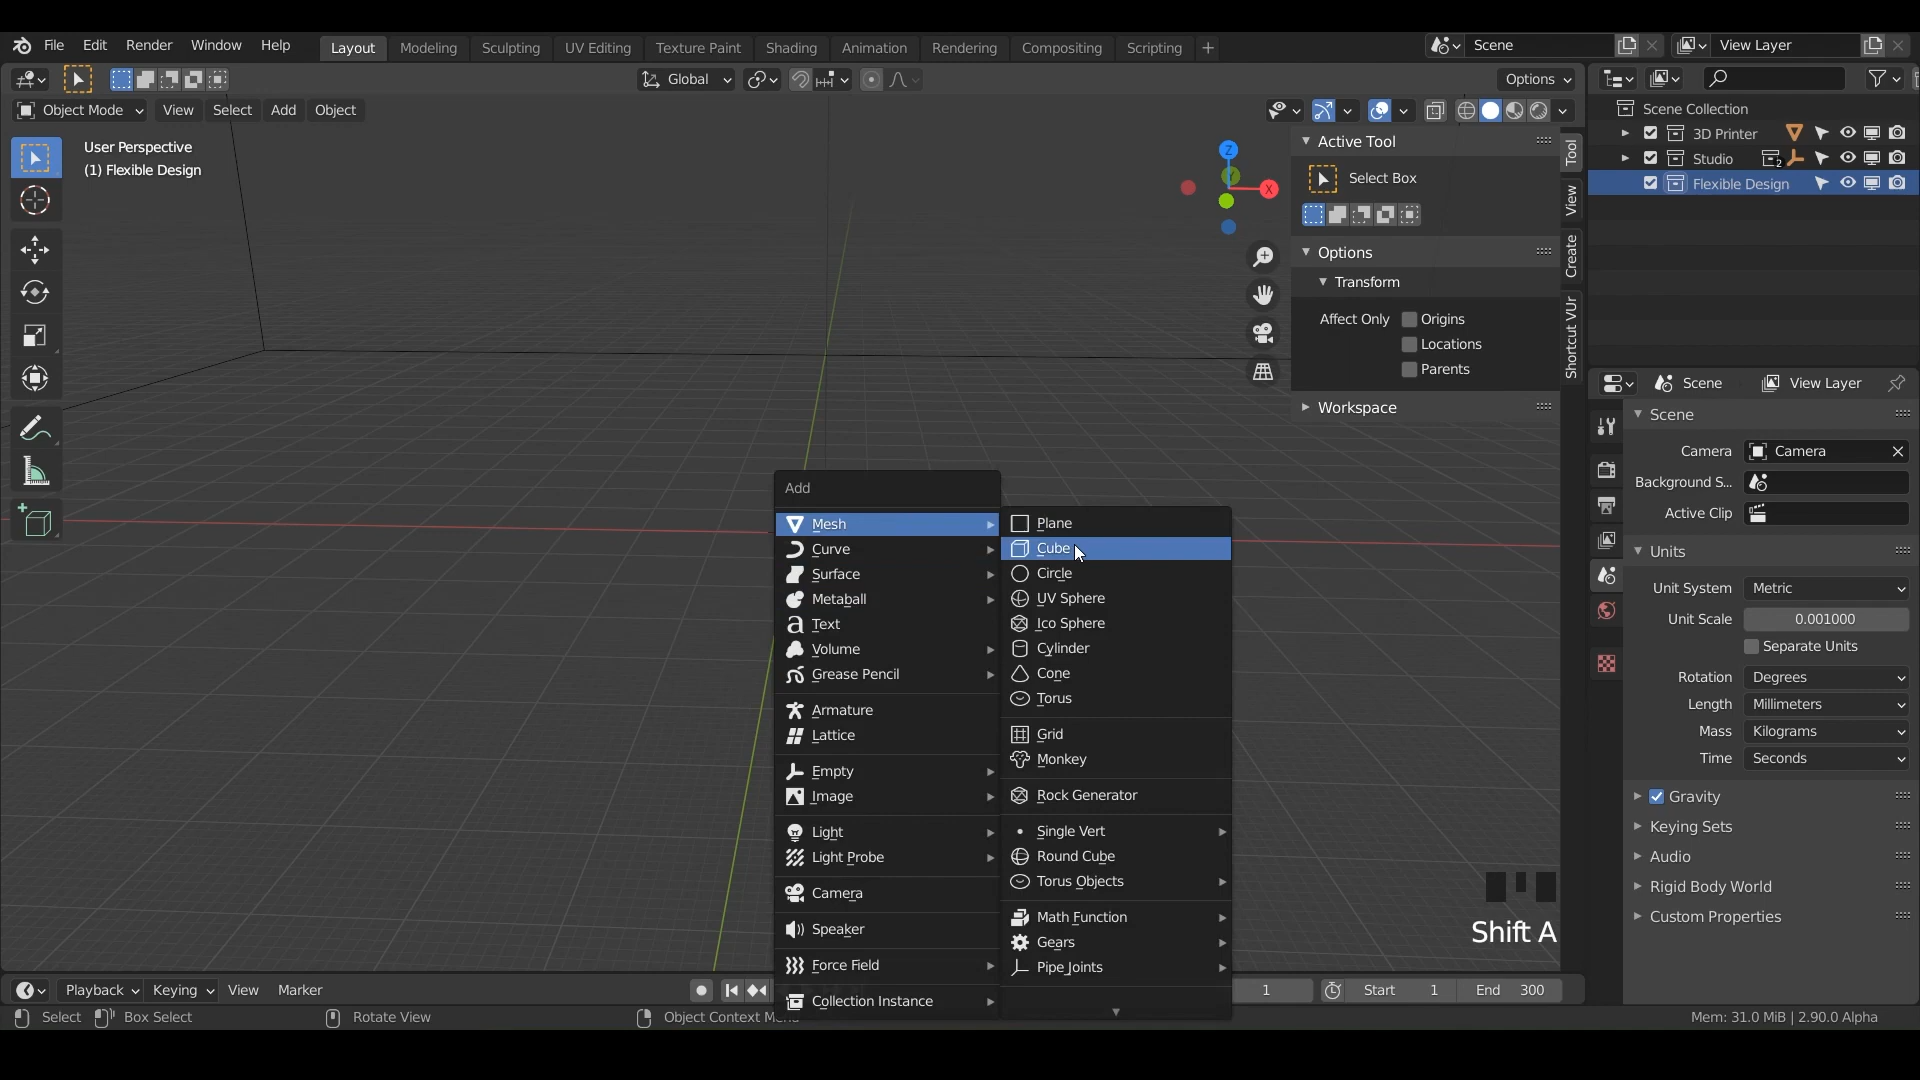 File Edit Render Window Help Layout Modeling Sculpting UV Editing Texture Paint Shading Animation Rendering Compositing Scripting + Scene View Layer
Global Options
Object Mode View Select Add Object
User Perspective
(1) Flexible Design
Z
X
Active Tool
Select Box
Options
Transform
Affect Only Origins
Locations
Parents
Workspace
Tool
View
Create
Shortcut VUr
Scene Collection
3D Printer
Studio 2
Flexible Design
Scene View Layer
Scene
Camera Camera
Background S...
Active Clip
Units
Unit System Metric
Unit Scale 0.001000
Separate Units
Rotation Degrees
Length Millimeters
Mass Kilograms
Time Seconds
Gravity
Keying Sets
Audio
Rigid Body World
Custom Properties
Add
Mesh
Curve
Surface
Metaball
Text
Volume
Grease Pencil
Armature
Lattice
Empty
Image
Light
Light Probe
Camera
Speaker
Force Field
Collection Instance
Plane
Cube
Circle
UV Sphere
Ico Sphere
Cylinder
Cone
Torus
Grid
Monkey
Rock Generator
Single Vert
Round Cube
Torus Objects
Math Function
Gears
Pipe Joints
Shift A
Playback Keying View Marker 1 Start 1 End 300
Select Box Select Rotate View Object Context Mem: 31.0 MiB | 2.90.0 Alpha